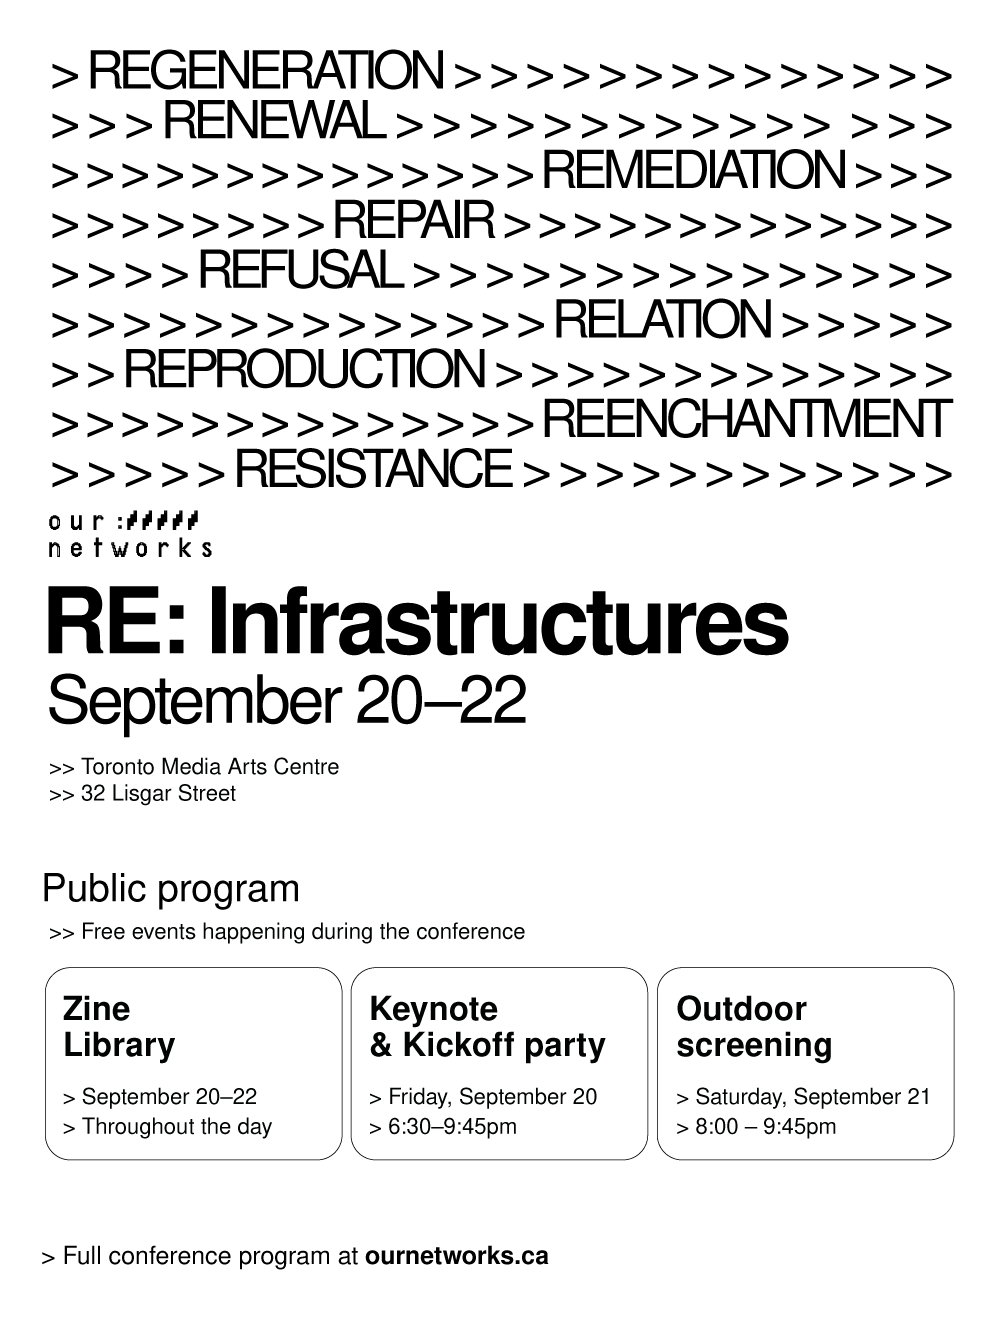 > REGENERATION > > > > > > > > > > > > > >
> > > RENEWAL > > > > > > > > > > > > > > >
> > > > > > > > > > > > > > REMEDIATION > > >
> > > > > > > > REPAIR > > > > > > > > > > > > >
> > > > REFUSAL > > > > > > > > > > > > > > >
> > > > > > > > > > > > > > RELATION > > > > >
> > REPRODUCTION > > > > > > > > > > > > >
> > > > > > > > > > > > > > REENCHANTMENT
> > > > > RESISTANCE > > > > > > > > > > > >
our ://///
networks
RE: Infrastructures
September 20–22
>> Toronto Media Arts Centre
>> 32 Lisgar Street
Public program
>> Free events happening during the conference
Zine
Library
> September 20–22
> Throughout the day
Keynote
& Kickoff party
> Friday, September 20
> 6:30–9:45pm
Outdoor
screening
> Saturday, September 21
> 8:00 – 9:45pm
> Full conference program at ournetworks.ca